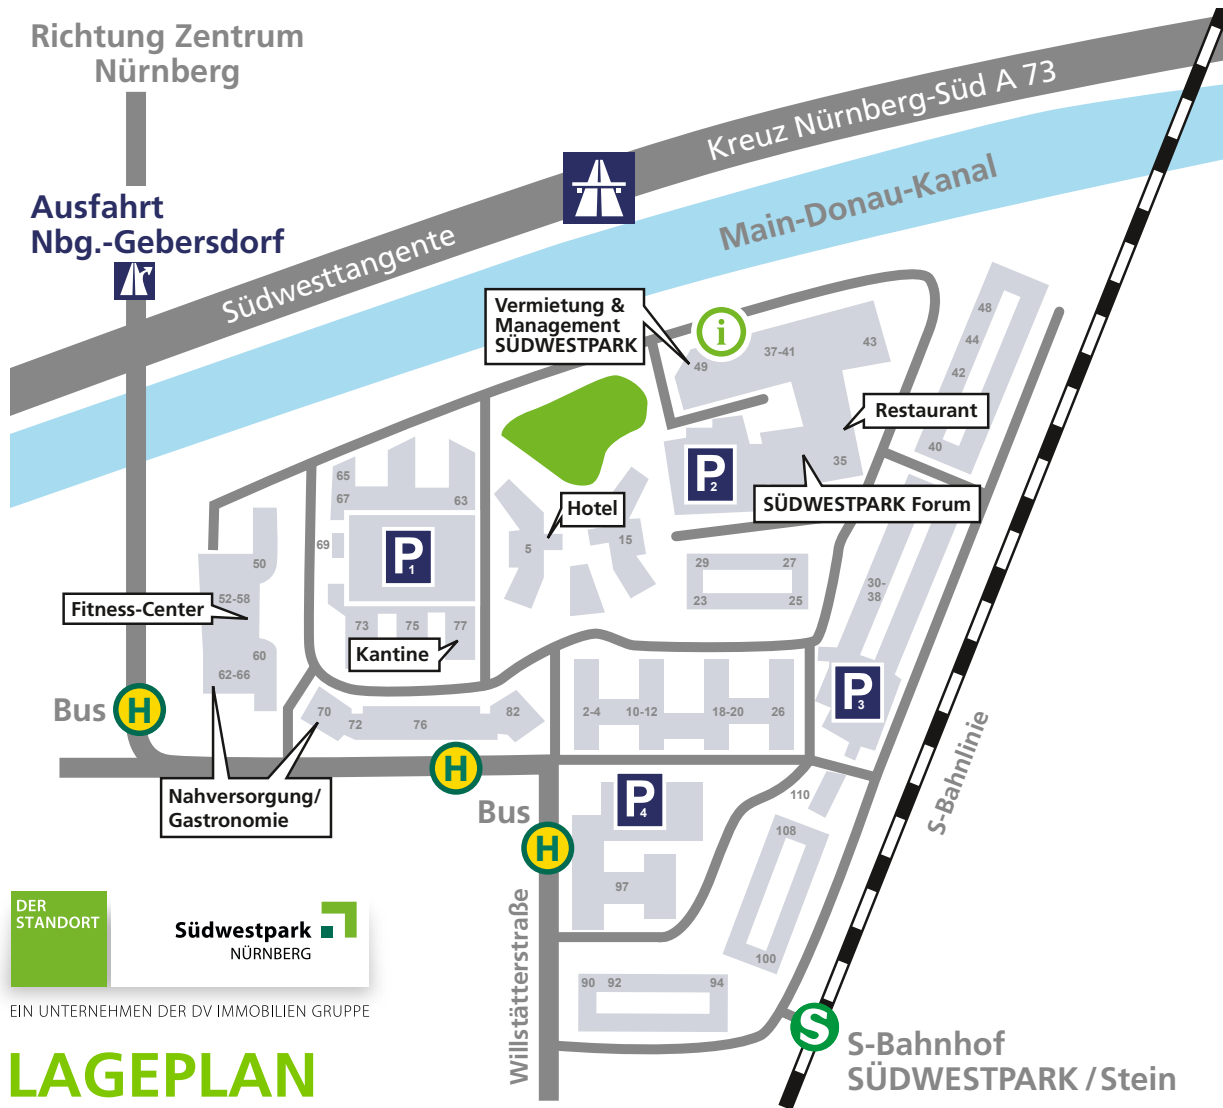 Richtung Zentrum
Nürnberg
Kreuz Nürnberg-Süd A 73
Main-Donau-Kanal
Ausfahrt
Nbg.-Gebersdorf
Südwesttangente
Vermietung &
Management
SÜDWESTPARK
i
49
37-41
43
48
44
42
40
Restaurant
35
P
2
SÜDWESTPARK Forum
65
67
63
69
P
1
Hotel
5
15
29
27
23
25
30-
38
50
52-58
Fitness-Center
60
62-66
73
75
77
Kantine
Bus
H
70
72
76
82
2-4
10-12
18-20
26
P
3
S-Bahnlinie
H
Bus
H
Nahversorgung/
Gastronomie
P
4
97
110
108
100
90
92
94
Willstätterstraße
DER
STANDORT
Südwestpark
NÜRNBERG
EIN UNTERNEHMEN DER DV IMMOBILIEN GRUPPE
LAGEPLAN
S
S-Bahnhof
SÜDWESTPARK / Stein